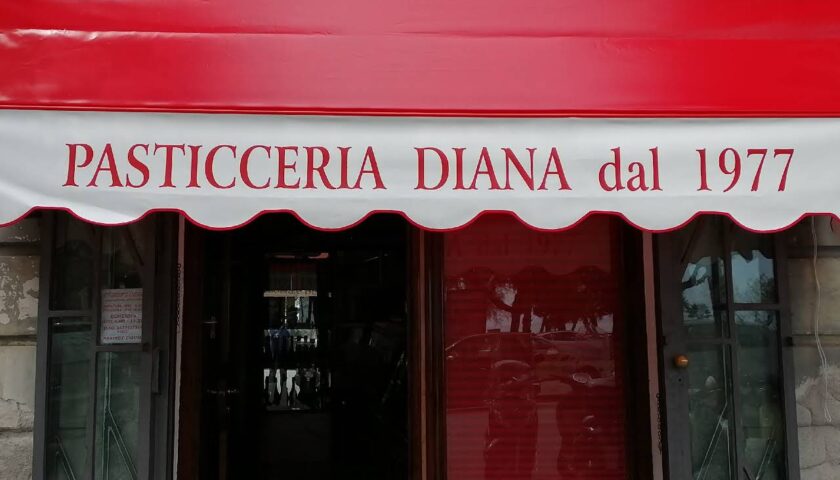 PASTICCERIA DIANA dal 1977